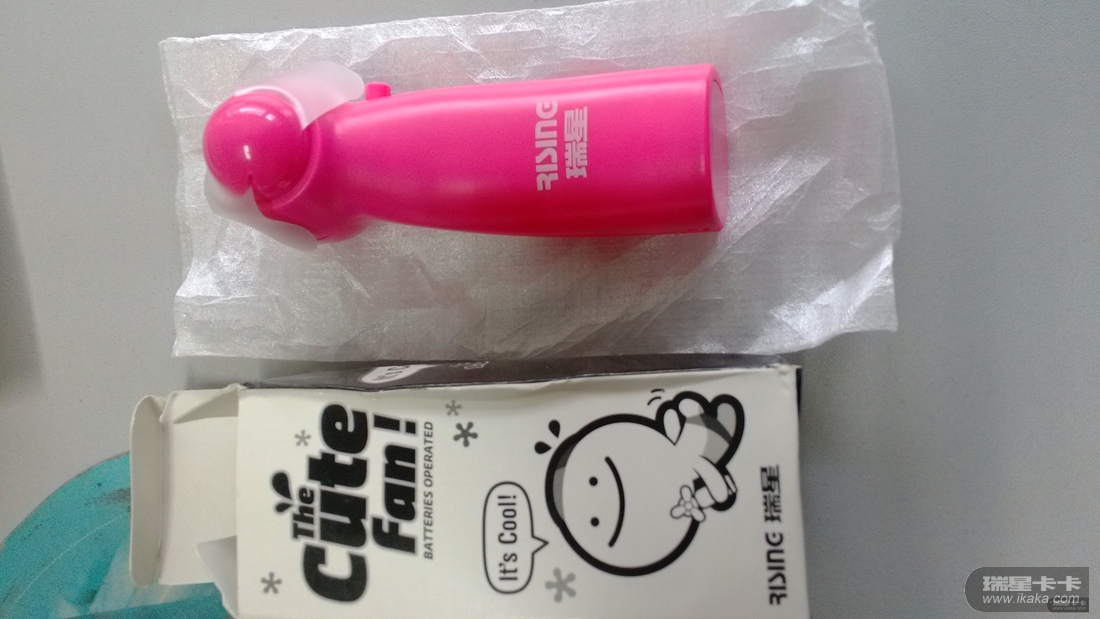 RISING
瑞星
The
Cute
Fan!
BATTERIES OPERATED
It's Cool!
RISING 瑞星
瑞星卡卡
www.ikaka.com